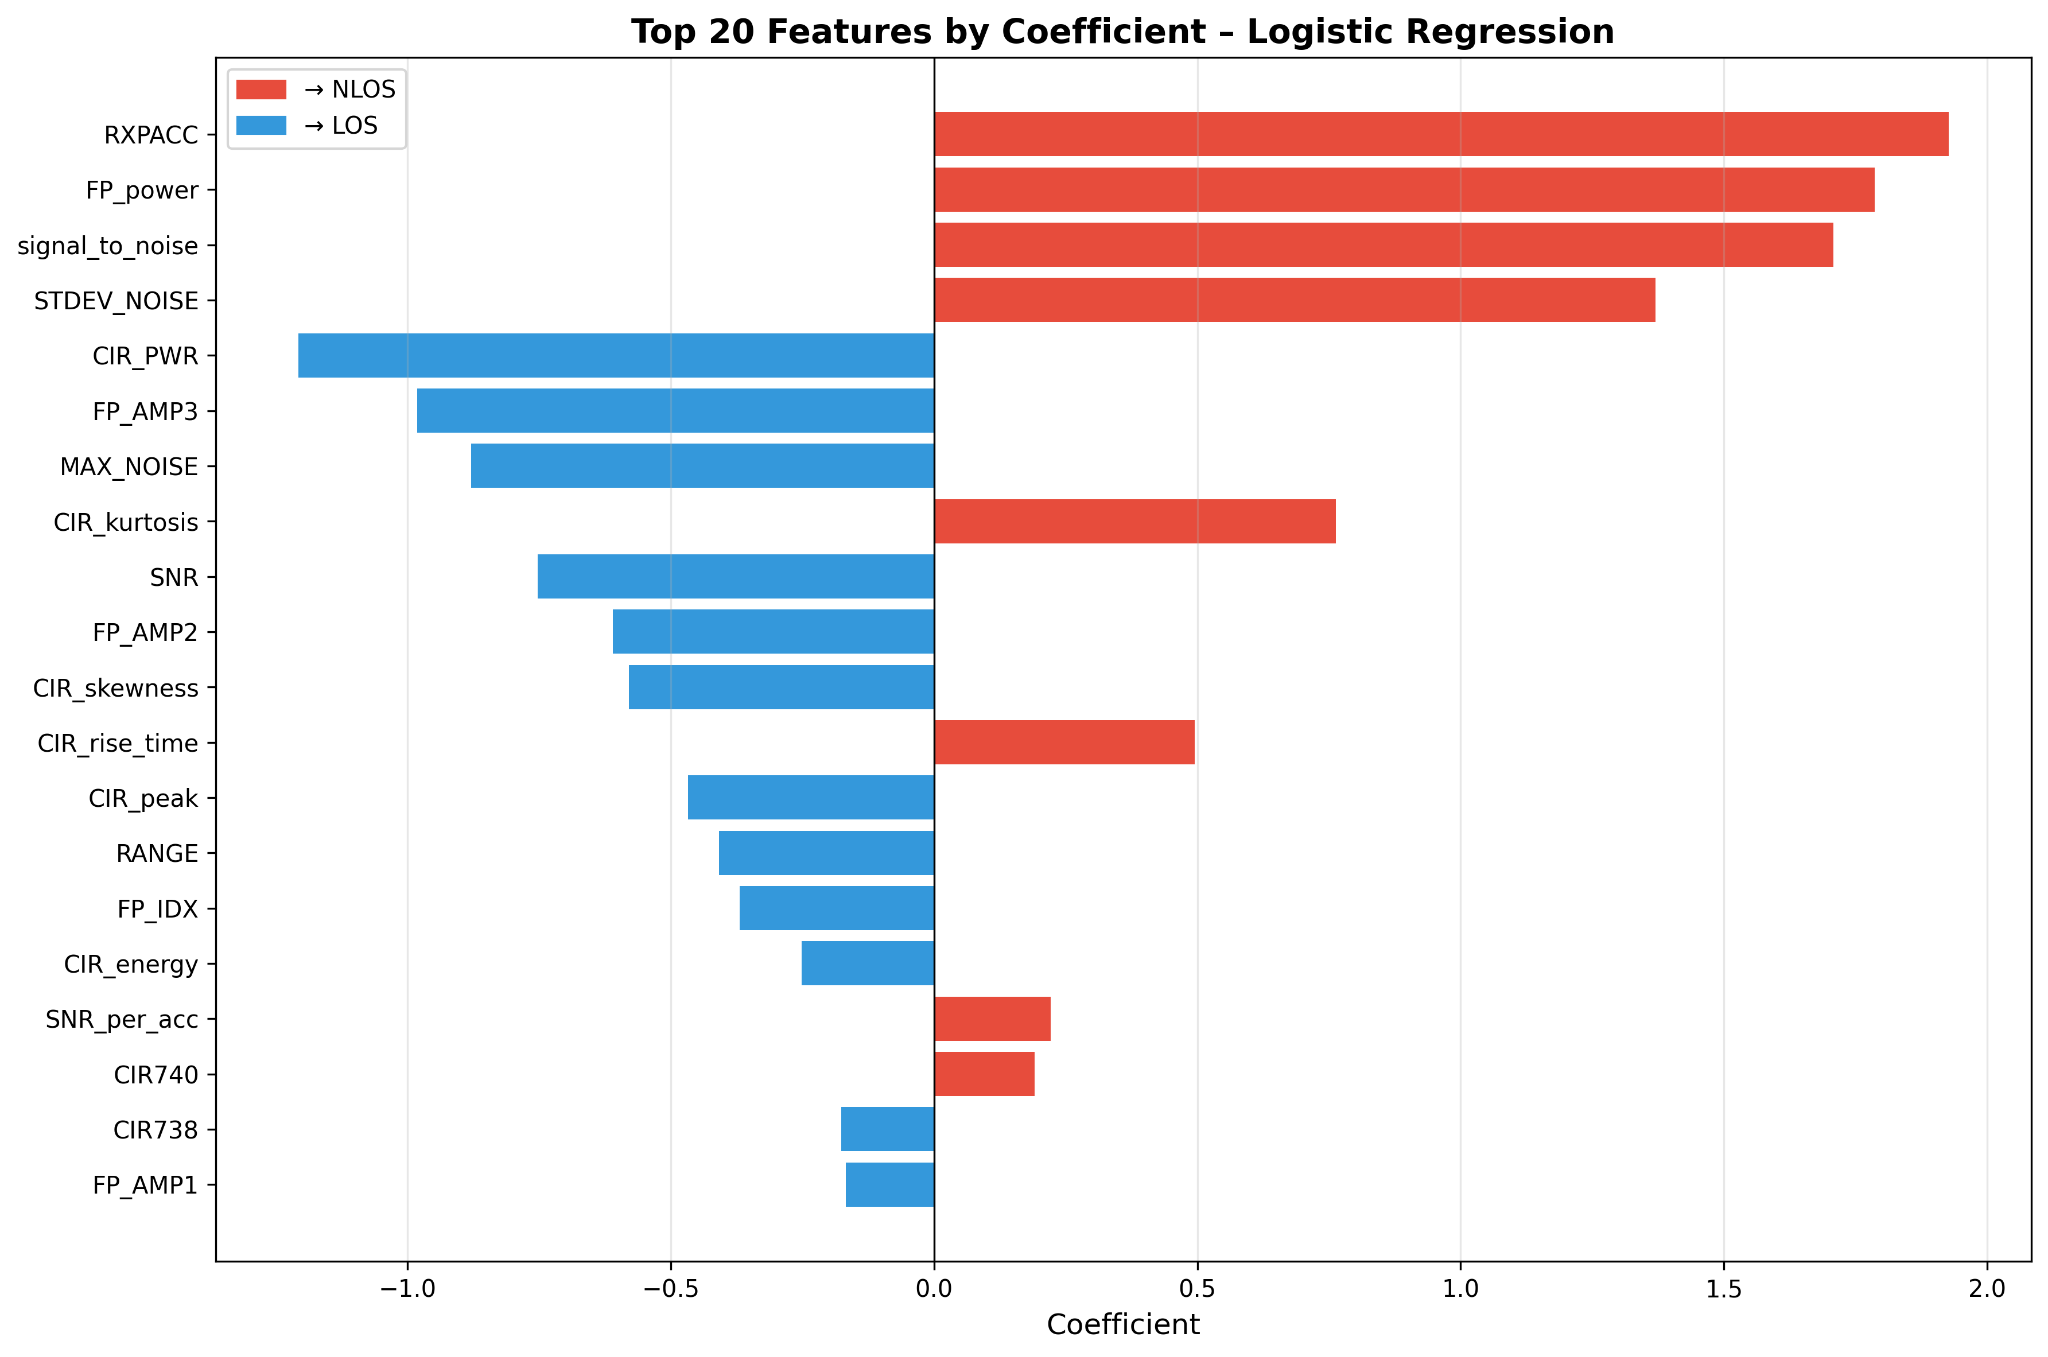 Top 20 Features by Coefficient – Logistic Regression
→ NLOS
→ LOS
RXPACC
FP_power
signal_to_noise
STDEV_NOISE
CIR_PWR
FP_AMP3
MAX_NOISE
CIR_kurtosis
SNR
FP_AMP2
CIR_skewness
CIR_rise_time
CIR_peak
RANGE
FP_IDX
CIR_energy
SNR_per_acc
CIR740
CIR738
FP_AMP1
−1.0 −0.5 0.0 0.5 1.0 1.5 2.0
Coefficient